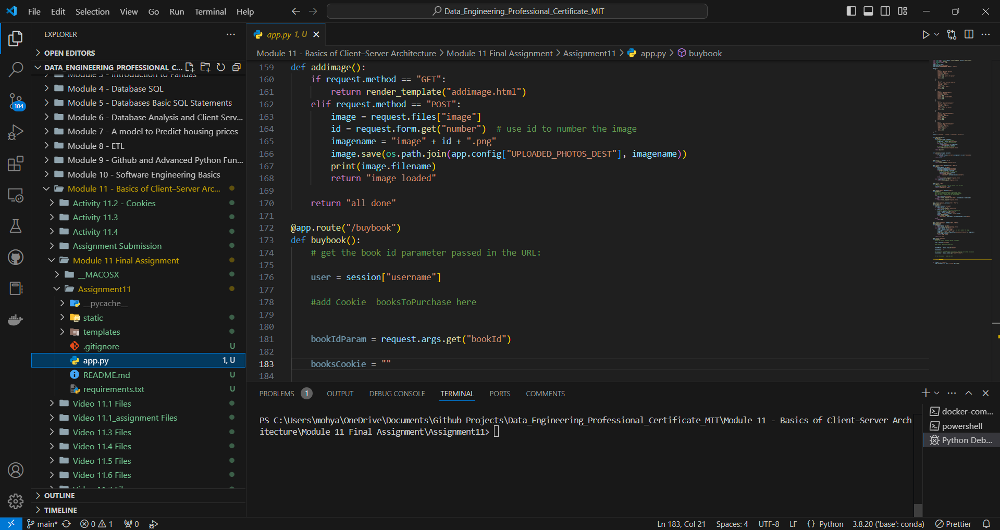 File Edit Selection View Go Run Terminal Help
Data_Engineering_Professional_Certificate_MIT
EXPLORER
OPEN EDITORS
DATA_ENGINEERING_PROFESSIONAL_C...
Module 3 - Introduction to Pandas
Module 4 - Database SQL
Module 5 - Databases Basic SQL Statements
Module 6 - Database Analysis and Client Serv...
Module 7 - A model to Predict housing prices
Module 8 - ETL
Module 9 - Github and Advanced Python Fun...
Module 10 - Software Engineering Basics
Module 11 - Basics of Client–Server Arc...
Activity 11.2 - Cookies
Activity 11.3
Activity 11.4
Assignment Submission
Module 11 Final Assignment
__MACOSX
Assignment11
__pycache__
static
templates
.gitignore U
app.py 1, U
README.md U
requirements.txt U
Video 11.1 Files
Video 11.1_assignment Files
Video 11.3 Files
Video 11.4 Files
Video 11.5 Files
Video 11.6 Files
OUTLINE
TIMELINE
104
app.py 1, U
Module 11 - Basics of Client–Server Architecture > Module 11 Final Assignment > Assignment11 > app.py > buybook
159 def addimage():
160 if request.method == "GET":
161 return render_template("addimage.html")
162 elif request.method == "POST":
163 image = request.files["image"]
164 id = request.form.get("number")  # use id to number the image
165 imagename = "image" + id + ".png"
166 image.save(os.path.join(app.config["UPLOADED_PHOTOS_DEST"], imagename))
167 print(image.filename)
168 return "image loaded"
169
170 return "all done"
171
172 @app.route("/buybook")
173 def buybook():
174 # get the book id parameter passed in the URL:
175
176 user = session["username"]
177
178 #add Cookie  booksToPurchase here
179
180
181 bookIdParam = request.args.get("bookId")
182
183 booksCookie = ""
184
PROBLEMS 1 OUTPUT DEBUG CONSOLE TERMINAL PORTS COMMENTS
PS C:\Users\mohya\OneDrive\Documents\Github Projects\Data_Engineering_Professional_Certificate_MIT\Module 11 - Basics of Client–Server Arch
itecture\Module 11 Final Assignment\Assignment11>
docker-com...
powershell
Python Deb...
main* 0 1 0 Ln 183, Col 21 Spaces: 4 UTF-8 LF {} Python 3.8.20 ('base': conda) Prettier